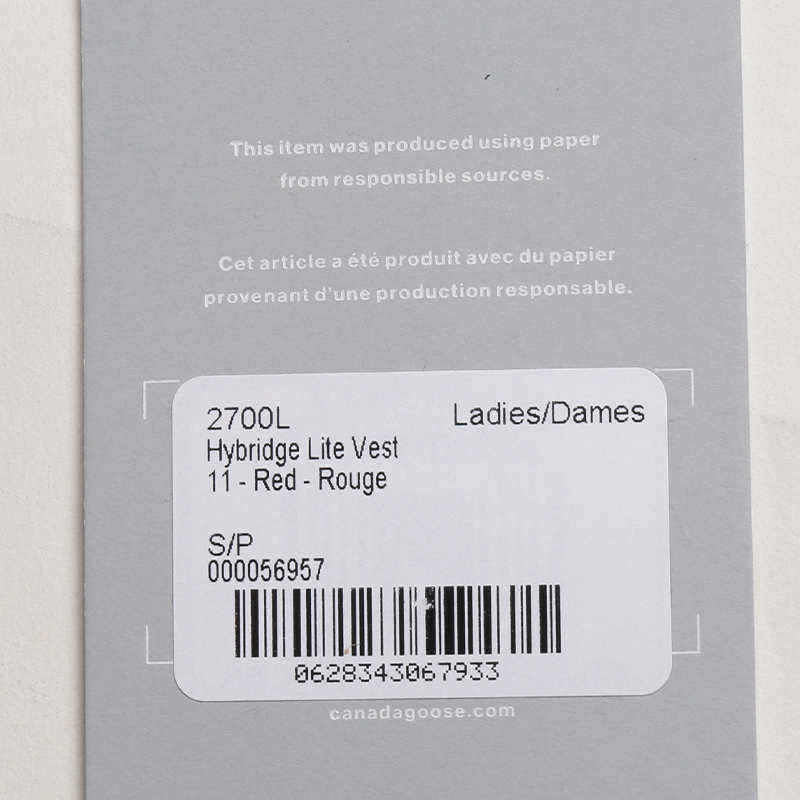 This item was produced using paper
from responsible sources.
Cet article a été produit avec du papier
provenant d'une production responsable.
2700L Ladies/Dames
Hybridge Lite Vest
11 - Red - Rouge
S/P
000056957
0628343067933
canadagoose.com